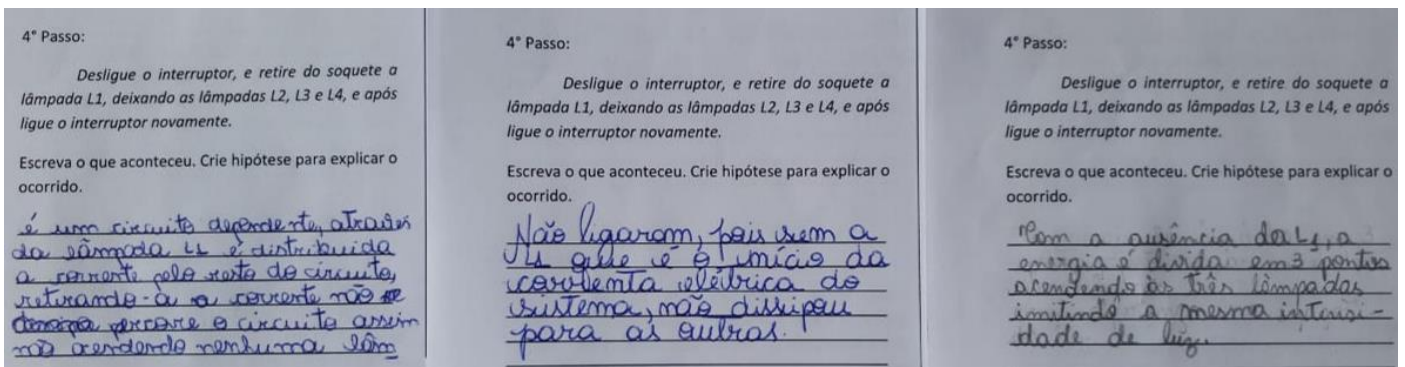 4° Passo:
Desligue o interruptor, e retire do soquete a
lâmpada L1, deixando as lâmpadas L2, L3 e L4, e após
ligue o interruptor novamente.
Escreva o que aconteceu. Crie hipótese para explicar o
ocorrido.
é um circuito dependente, atravéis
da lâmpada L1 é distribuida
a corrente pelo resto do circuito,
retirando-a a corrente não se
percore o circuito assim
não acendendo nenhuma lâm
4° Passo:
Desligue o interruptor, e retire do soquete a
lâmpada L1, deixando as lâmpadas L2, L3 e L4, e após
ligue o interruptor novamente.
Escreva o que aconteceu. Crie hipótese para explicar o
ocorrido.
Não ligaram, pois sem a
L1 que é o início da
elétrica do
sistema, não dissipou
para as outras.
4° Passo:
Desligue o interruptor, e retire do soquete a
lâmpada L1, deixando as lâmpadas L2, L3 e L4, e após
ligue o interruptor novamente.
Escreva o que aconteceu. Crie hipótese para explicar o
ocorrido.
Com a ausência da L1, a
energia é divida em 3 pontos
acendendo às três lâmpadas
imitindo a mesma intensi-
dade de luz.